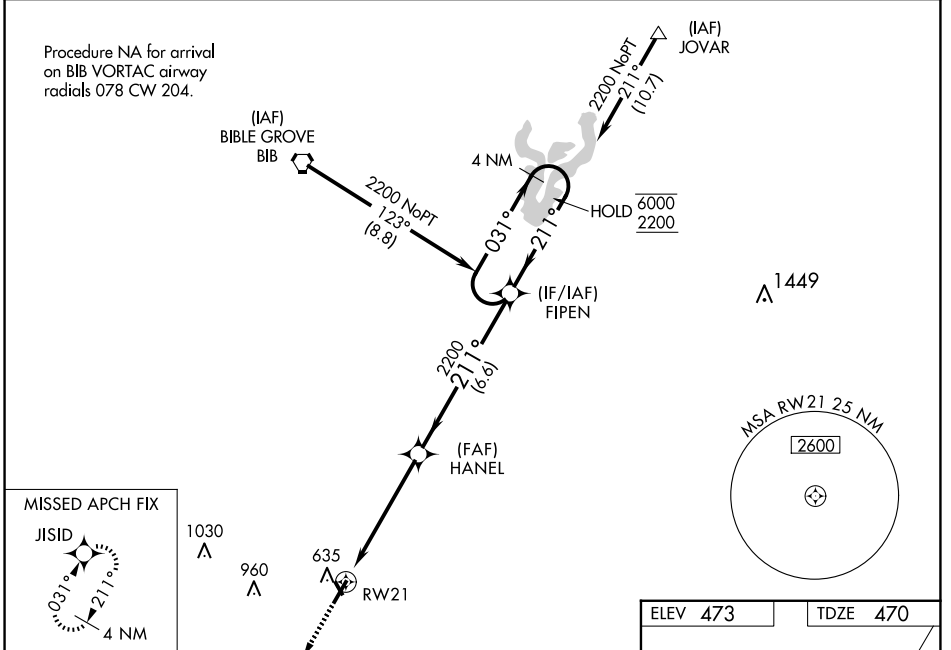 Procedure NA for arrival
on BIB VORTAC airway
radials 078 CW 204.
(IAF)
JOVAR
2200 NoPT
211°
(10.7)
(IAF)
BIBLE GROVE
BIB
2200 NoPT
123°
(8.8)
4 NM
031°
211°
HOLD
6000
2200
(IF/IAF)
FIPEN
1449
2200
211°
(6.6)
(FAF)
HANEL
MSA RW21 25 NM
2600
MISSED APCH FIX
JISID
031°
211°
4 NM
1030
960
635
RW21
ELEV 473
TDZE 470